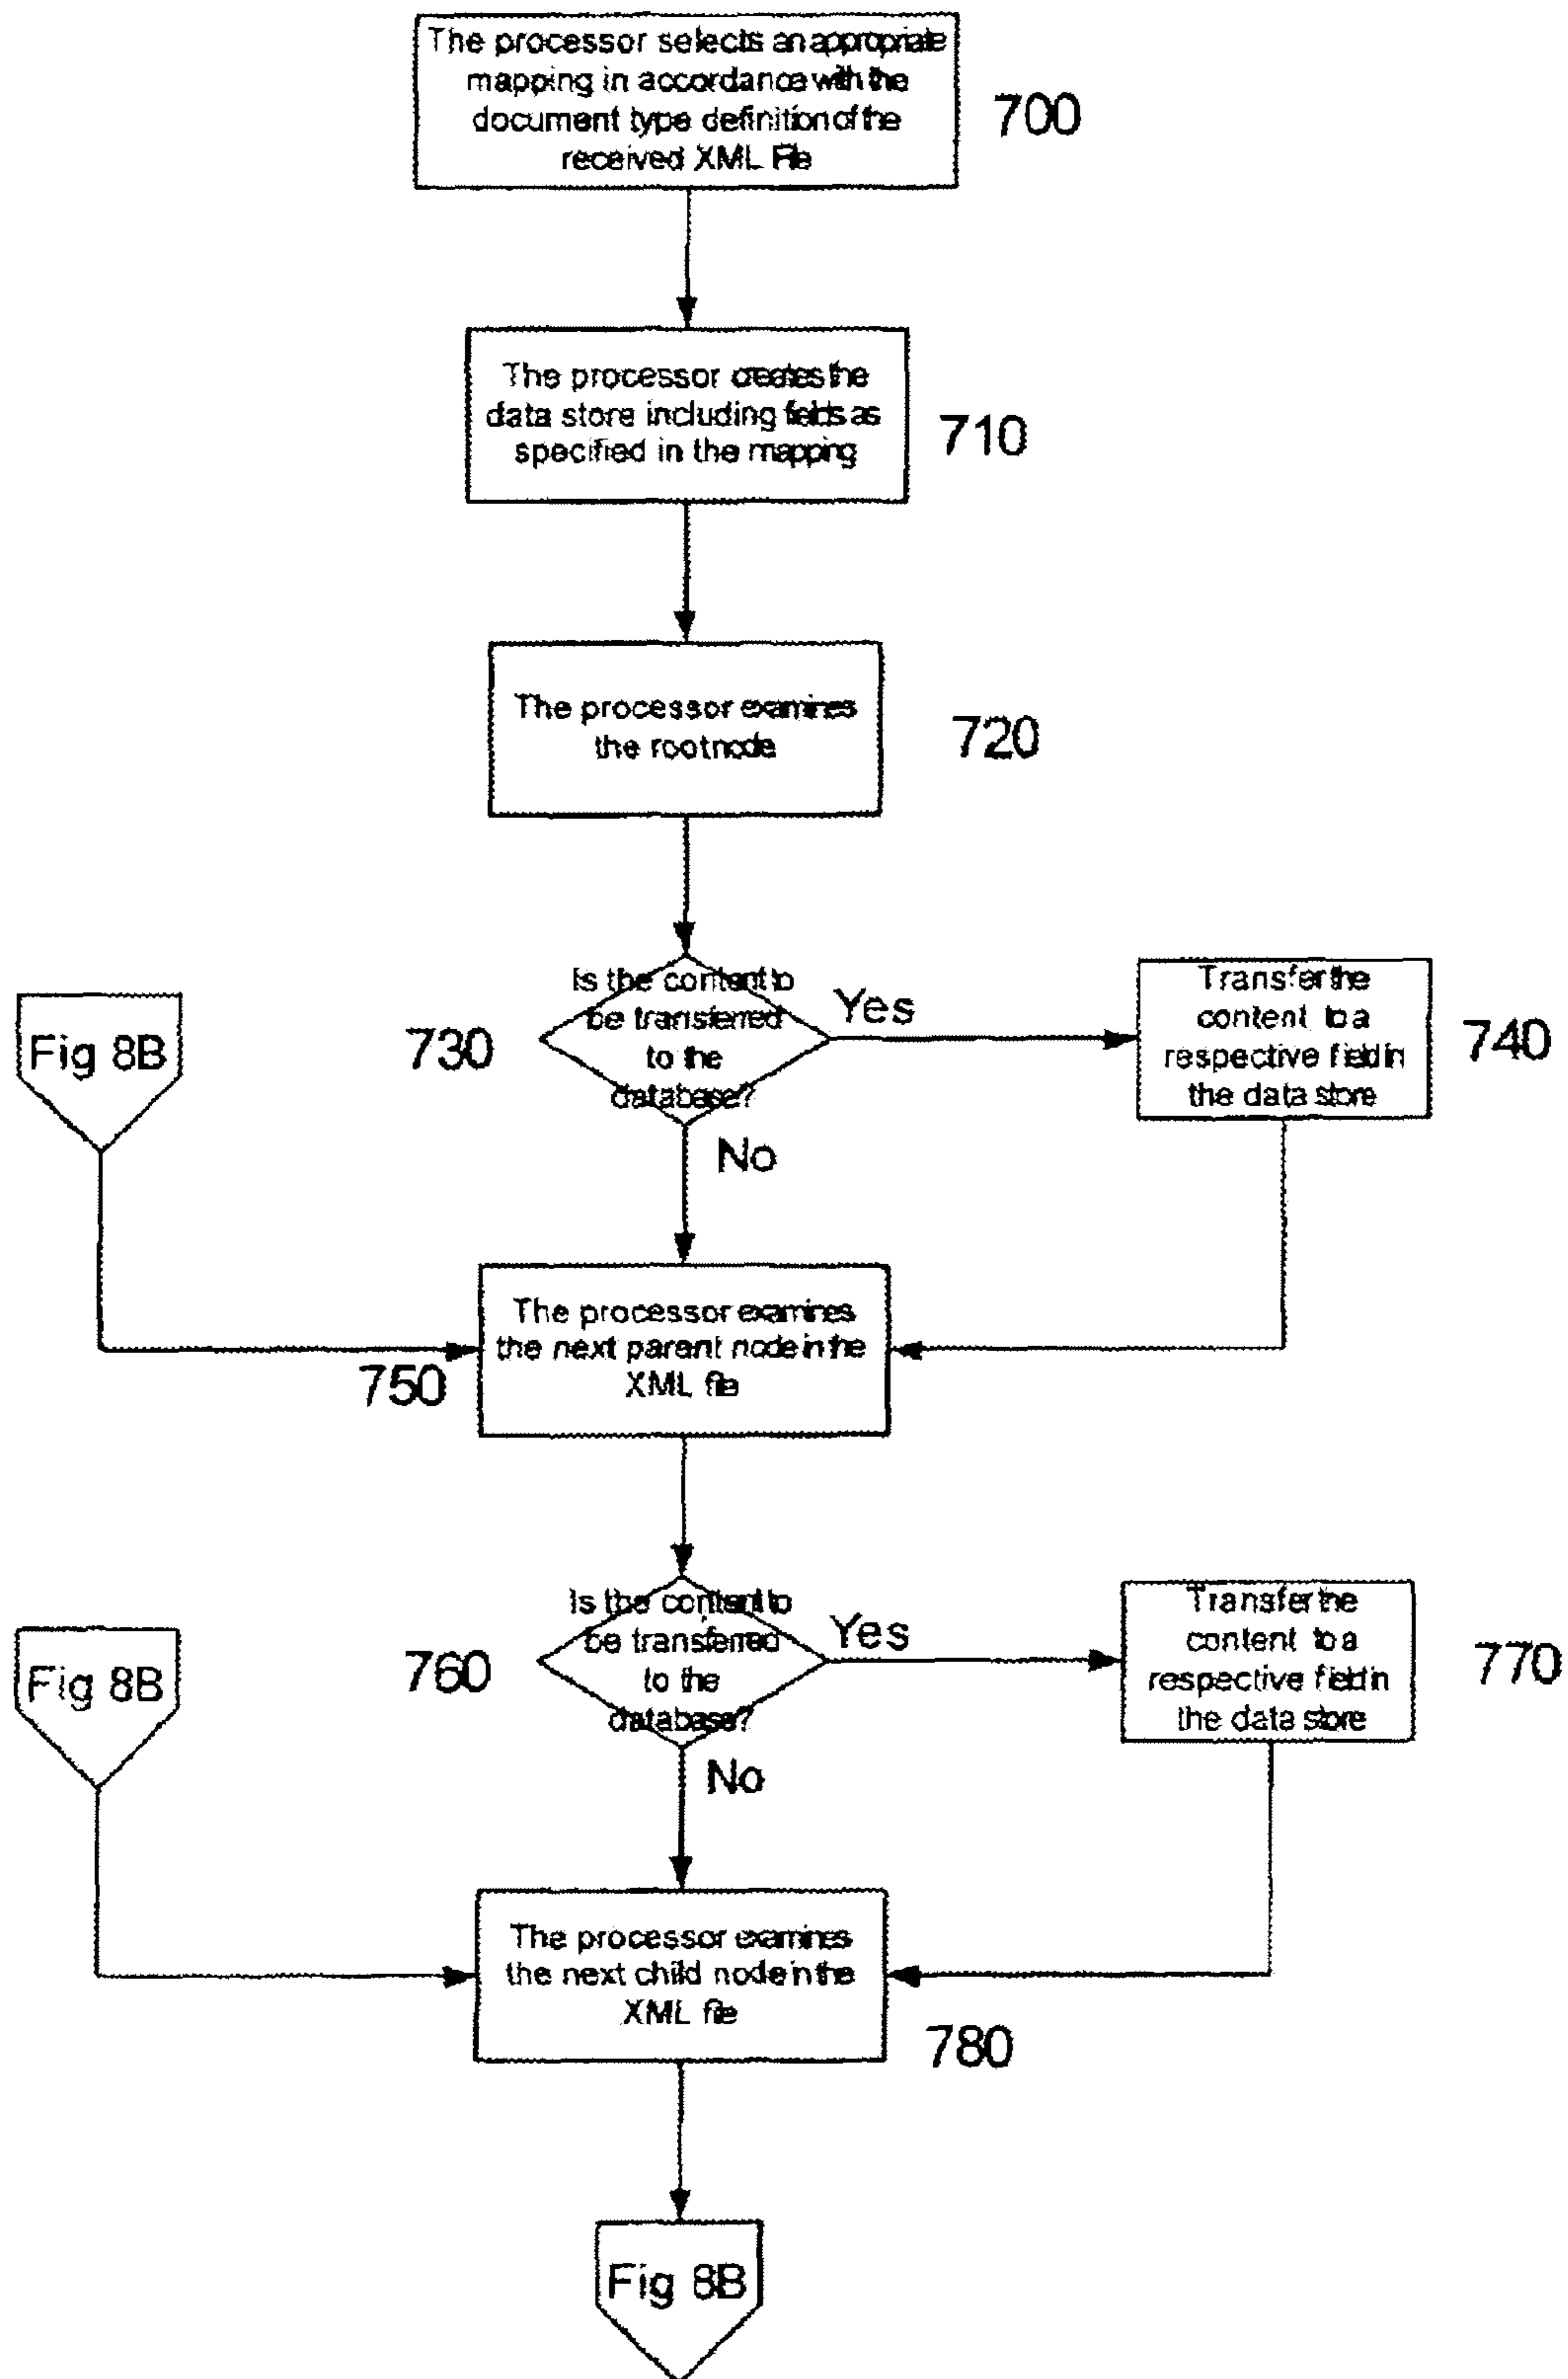 The processor selects an appropriate
mapping in accordance with the
document type definition of the
received XML File
700
The processor creates the
data store including fields as
specified in the mapping
710
The processor examines
the root node
720
Is the content to
be transferred
to the
database?
730
Yes
No
Transfer the
content to a
respective field in
the data store
740
Fig 8B
The processor examines
the next parent node in the
XML file
750
Is the content to
be transferred
to the
database?
760
Yes
No
Transfer the
content to a
respective field in
the data store
770
Fig 8B
The processor examines
the next child node in the
XML file
780
Fig 8B